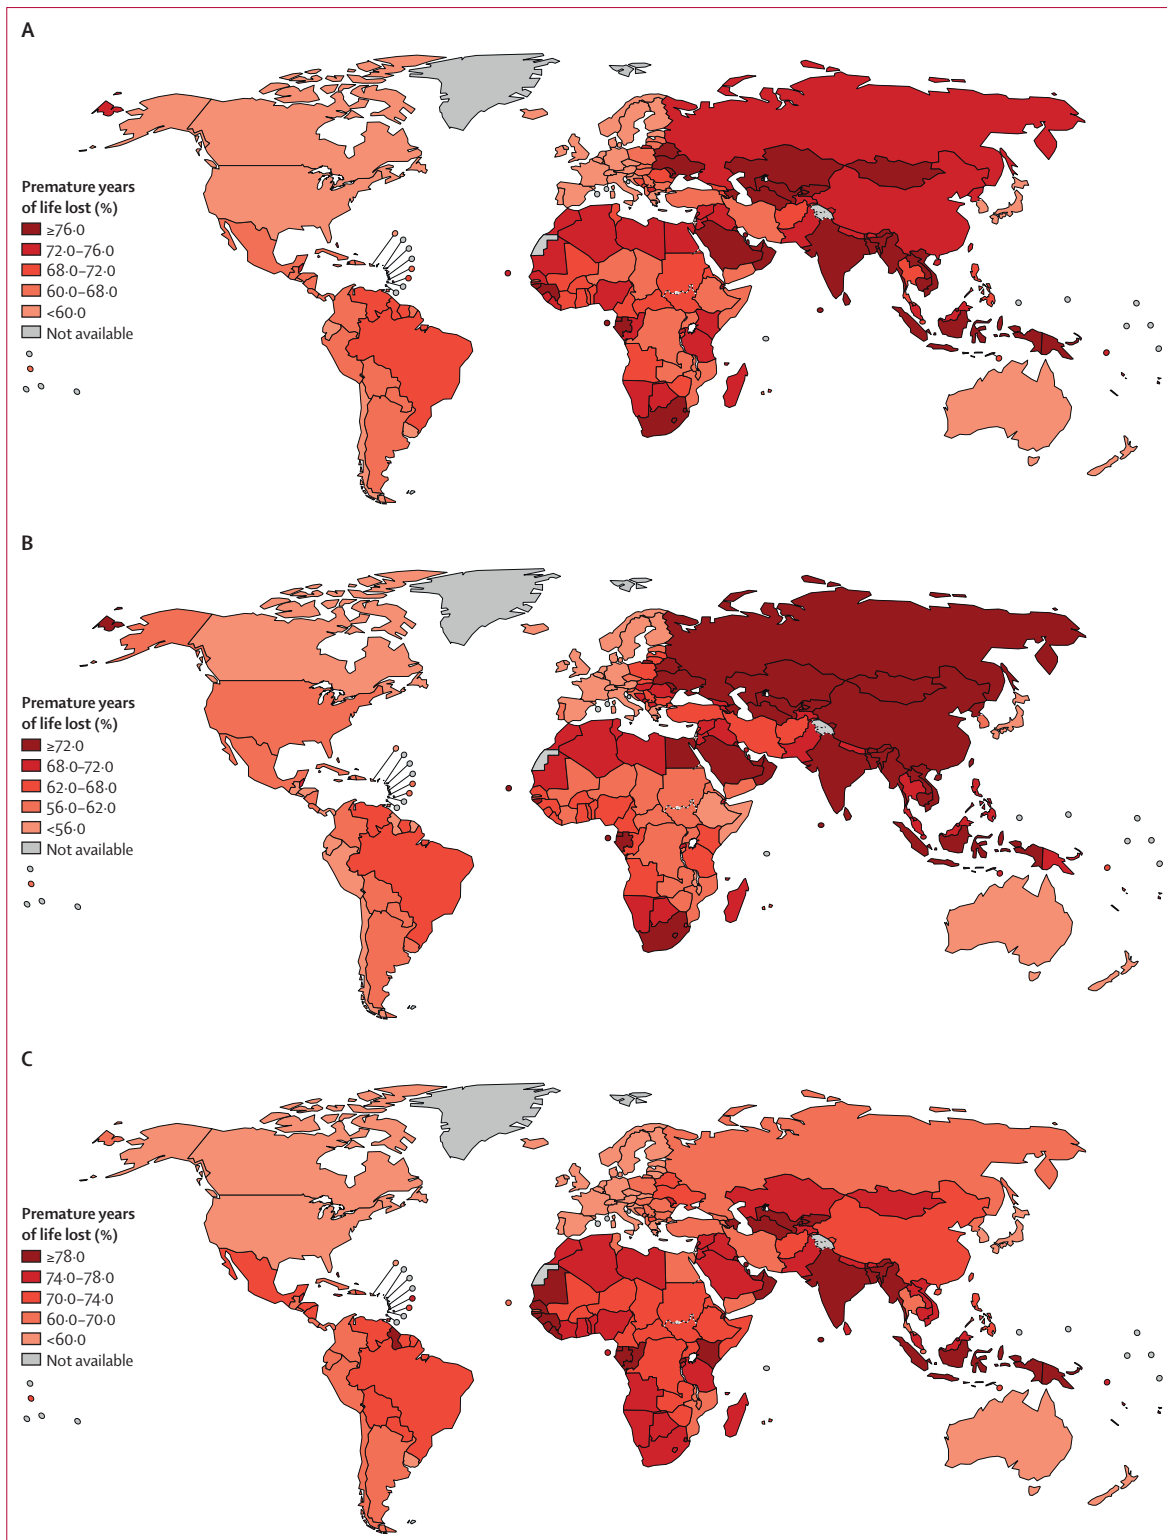 A
Premature years
of life lost (%)
≥76·0
72·0–76·0
68·0–72·0
60·0–68·0
<60·0
Not available
B
Premature years
of life lost (%)
≥72·0
68·0–72·0
62·0–68·0
56·0–62·0
<56·0
Not available
C
Premature years
of life lost (%)
≥78·0
74·0–78·0
70·0–74·0
60·0–70·0
<60·0
Not available